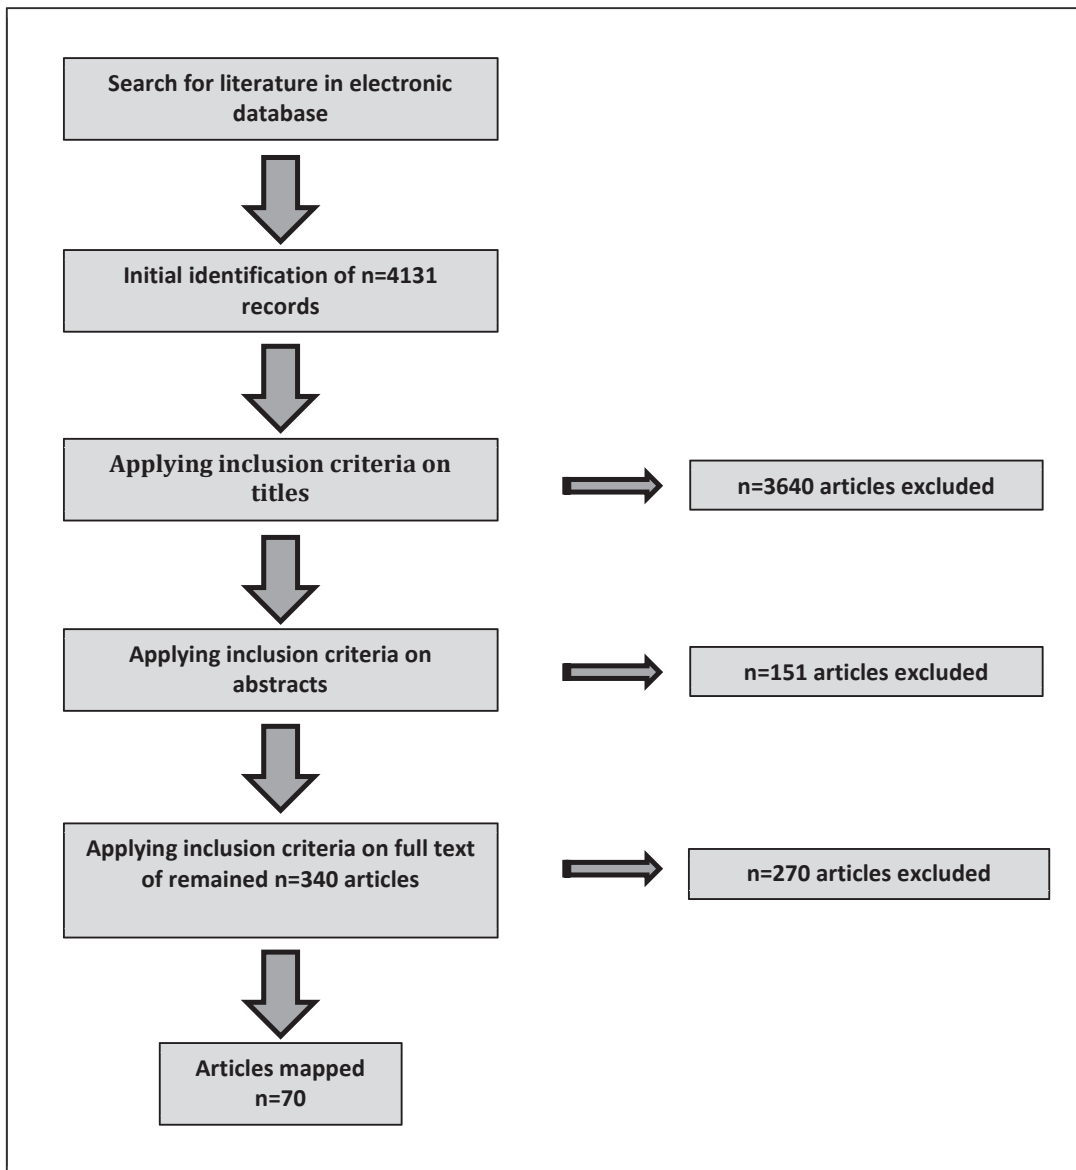 Search for literature in electronic
database
Initial identification of n=4131
records
Applying inclusion criteria on
titles
n=3640 articles excluded
Applying inclusion criteria on
abstracts
n=151 articles excluded
Applying inclusion criteria on full text
of remained n=340 articles
n=270 articles excluded
Articles mapped
n=70